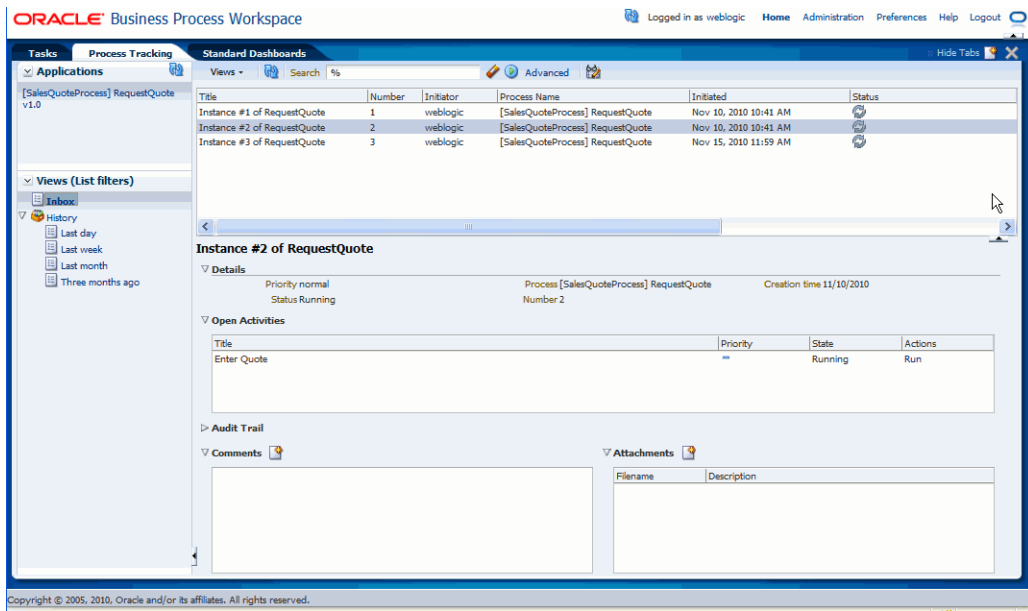 ORACLE Business Process Workspace
Logged in as weblogic Home Administration Preferences Help Logout
Tasks Process Tracking Standard Dashboards Hide Tabs
Applications
[SalesQuoteProcess] RequestQuote
v1.0
Views (List filters)
Inbox
History
Last day
Last week
Last month
Three months ago
Views Search % Advanced
Title Number Initiator Process Name Initiated Status
Instance #1 of RequestQuote 1 weblogic [SalesQuoteProcess] RequestQuote Nov 10, 2010 10:41 AM
Instance #2 of RequestQuote 2 weblogic [SalesQuoteProcess] RequestQuote Nov 10, 2010 10:41 AM
Instance #3 of RequestQuote 3 weblogic [SalesQuoteProcess] RequestQuote Nov 15, 2010 11:59 AM
Instance #2 of RequestQuote
Details
Priority normal Process [SalesQuoteProcess] RequestQuote Creation time 11/10/2010
Status Running Number 2
Open Activities
Title Priority State Actions
Enter Quote Running Run
Audit Trail
Comments Attachments
Filename Description
Copyright © 2005, 2010, Oracle and/or its affiliates. All rights reserved.